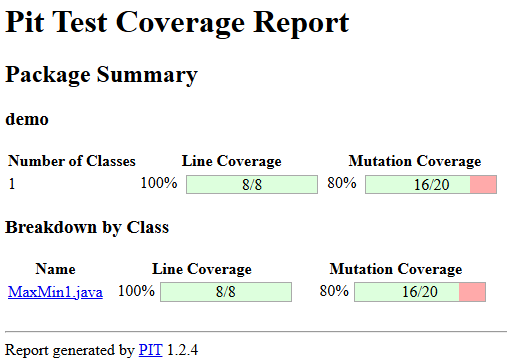 Pit Test Coverage Report
Package Summary
demo
Number of Classes Line Coverage Mutation Coverage
1 100% 8/8 80% 16/20
Breakdown by Class
Name Line Coverage Mutation Coverage
MaxMin1.java 100% 8/8 80% 16/20
Report generated by PIT 1.2.4